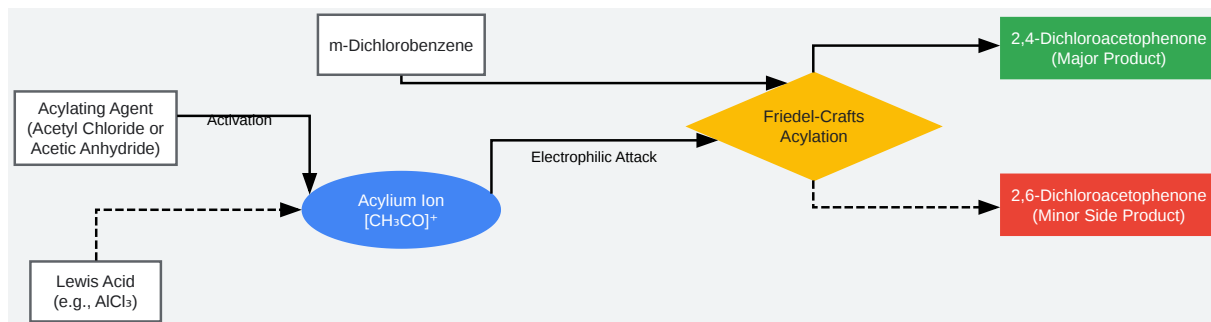 m-Dichlorobenzene
2,4-Dichloroacetophenone
(Major Product)
Acylating Agent
(Acetyl Chloride or
Acetic Anhydride)
Activation
Friedel-Crafts
Acylation
Electrophilic Attack
Acylium Ion
[CH₃CO]⁺
2,6-Dichloroacetophenone
(Minor Side Product)
Lewis Acid
(e.g., AlCl₃)